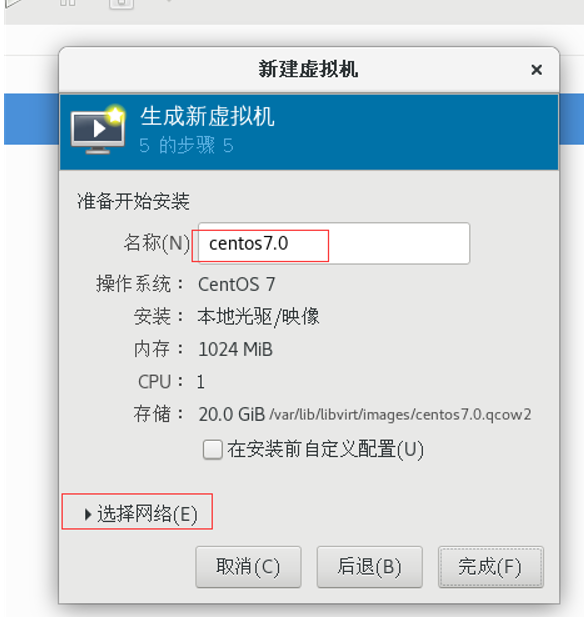 新建虚拟机 ×
生成新虚拟机
5 的步骤 5
准备开始安装
名称(N) centos7.0
操作系统： CentOS 7
安装： 本地光驱/映像
内存： 1024 MiB
CPU： 1
存储： 20.0 GiB /var/lib/libvirt/images/centos7.0.qcow2
在安装前自定义配置(U)
选择网络(E)
取消(C) 后退(B) 完成(F)